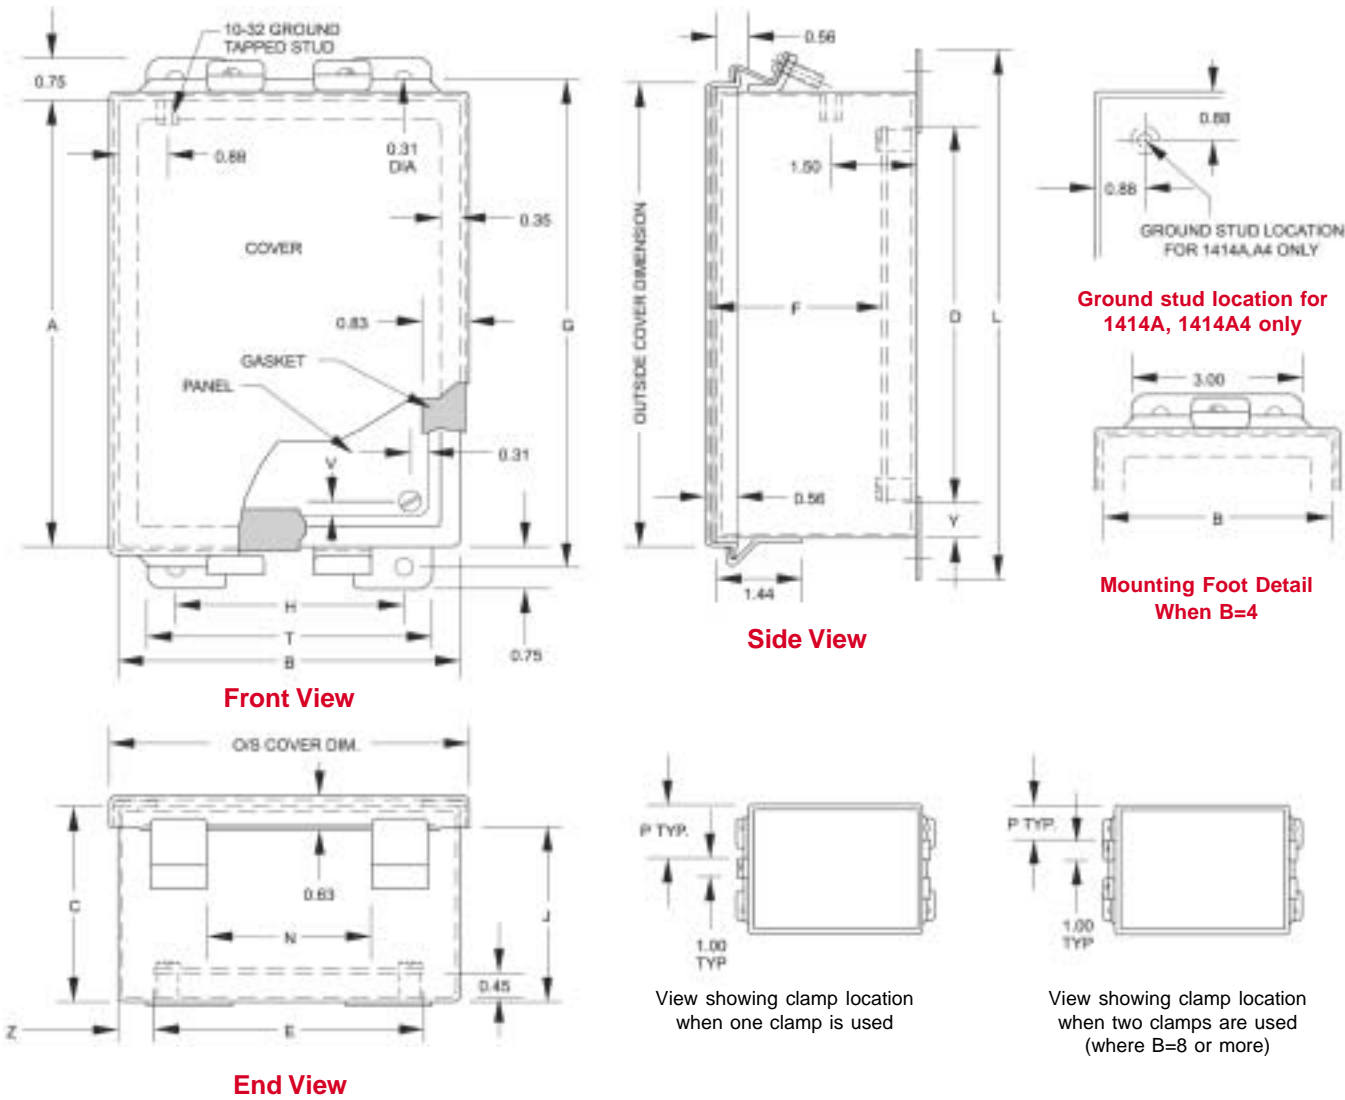 10-32 GROUND
TAPPED STUD
0.75
0.88
0.31
DIA
0.35
COVER
A
G
0.83
GASKET
PANEL
V
0.31
H
T
B
0.75
Front View
0.56
1.50
OUTSIDE COVER DIMENSION
F
D
L
0.56
Y
1.44
Side View
0.88
0.88
GROUND STUD LOCATION
FOR 1414A,A4 ONLY
Ground stud location for
1414A, 1414A4 only
3.00
B
Mounting Foot Detail
When B=4
O/S COVER DIM.
C
0.63
J
N
0.45
Z
E
End View
P TYP.
1.00
TYP
View showing clamp location
when one clamp is used
P TYP.
1.00
TYP
View showing clamp location
when two clamps are used
(where B=8 or more)